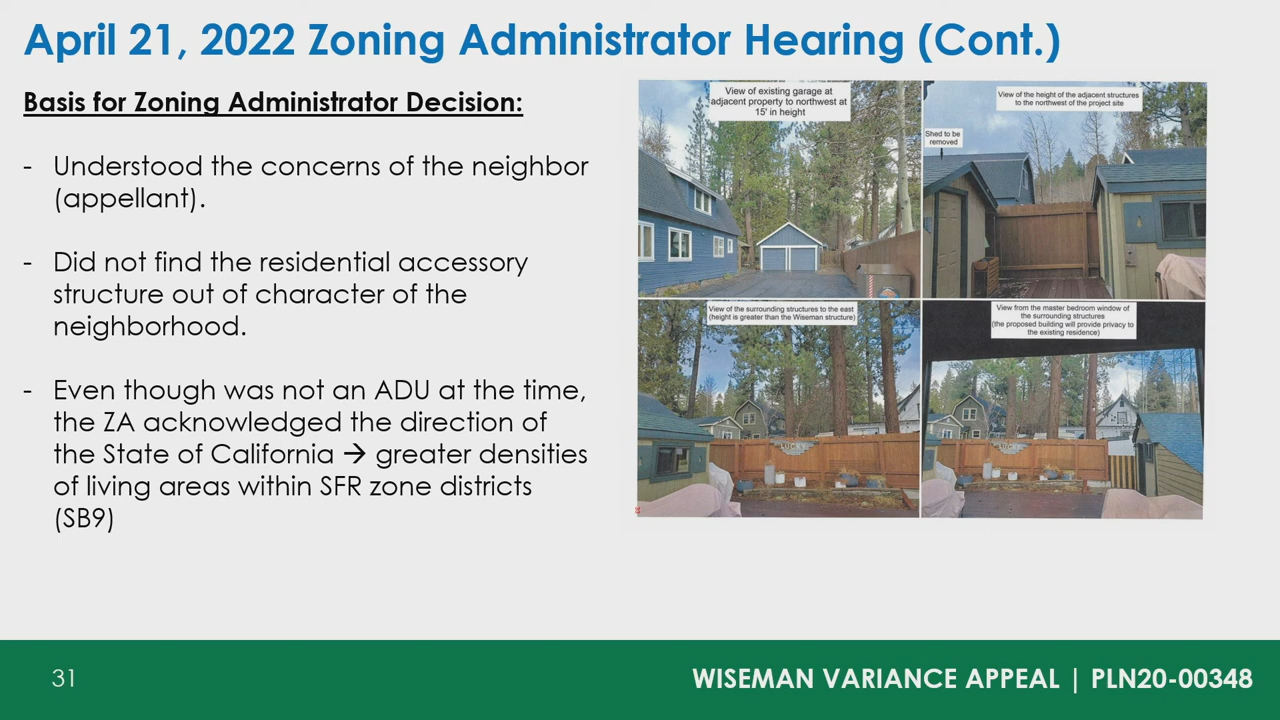 April 21, 2022 Zoning Administrator Hearing (Cont.)
Basis for Zoning Administrator Decision:
- Understood the concerns of the neighbor
(appellant).
- Did not find the residential accessory
structure out of character of the
neighborhood.
- Even though was not an ADU at the time,
the ZA acknowledged the direction of
the State of California → greater densities
of living areas within SFR zone districts
(SB9)
View of existing garage at
adjacent property to northwest at
15' in height
View of the height of the adjacent structures
to the northwest of the project site
Shed to be
removed
View of the surrounding structures to the east
(height is greater than the Wiseman structure)
View from the master bedroom window of
the surrounding structures
(the proposed building will provide privacy to
the existing residence)
31
WISEMAN VARIANCE APPEAL | PLN20-00348